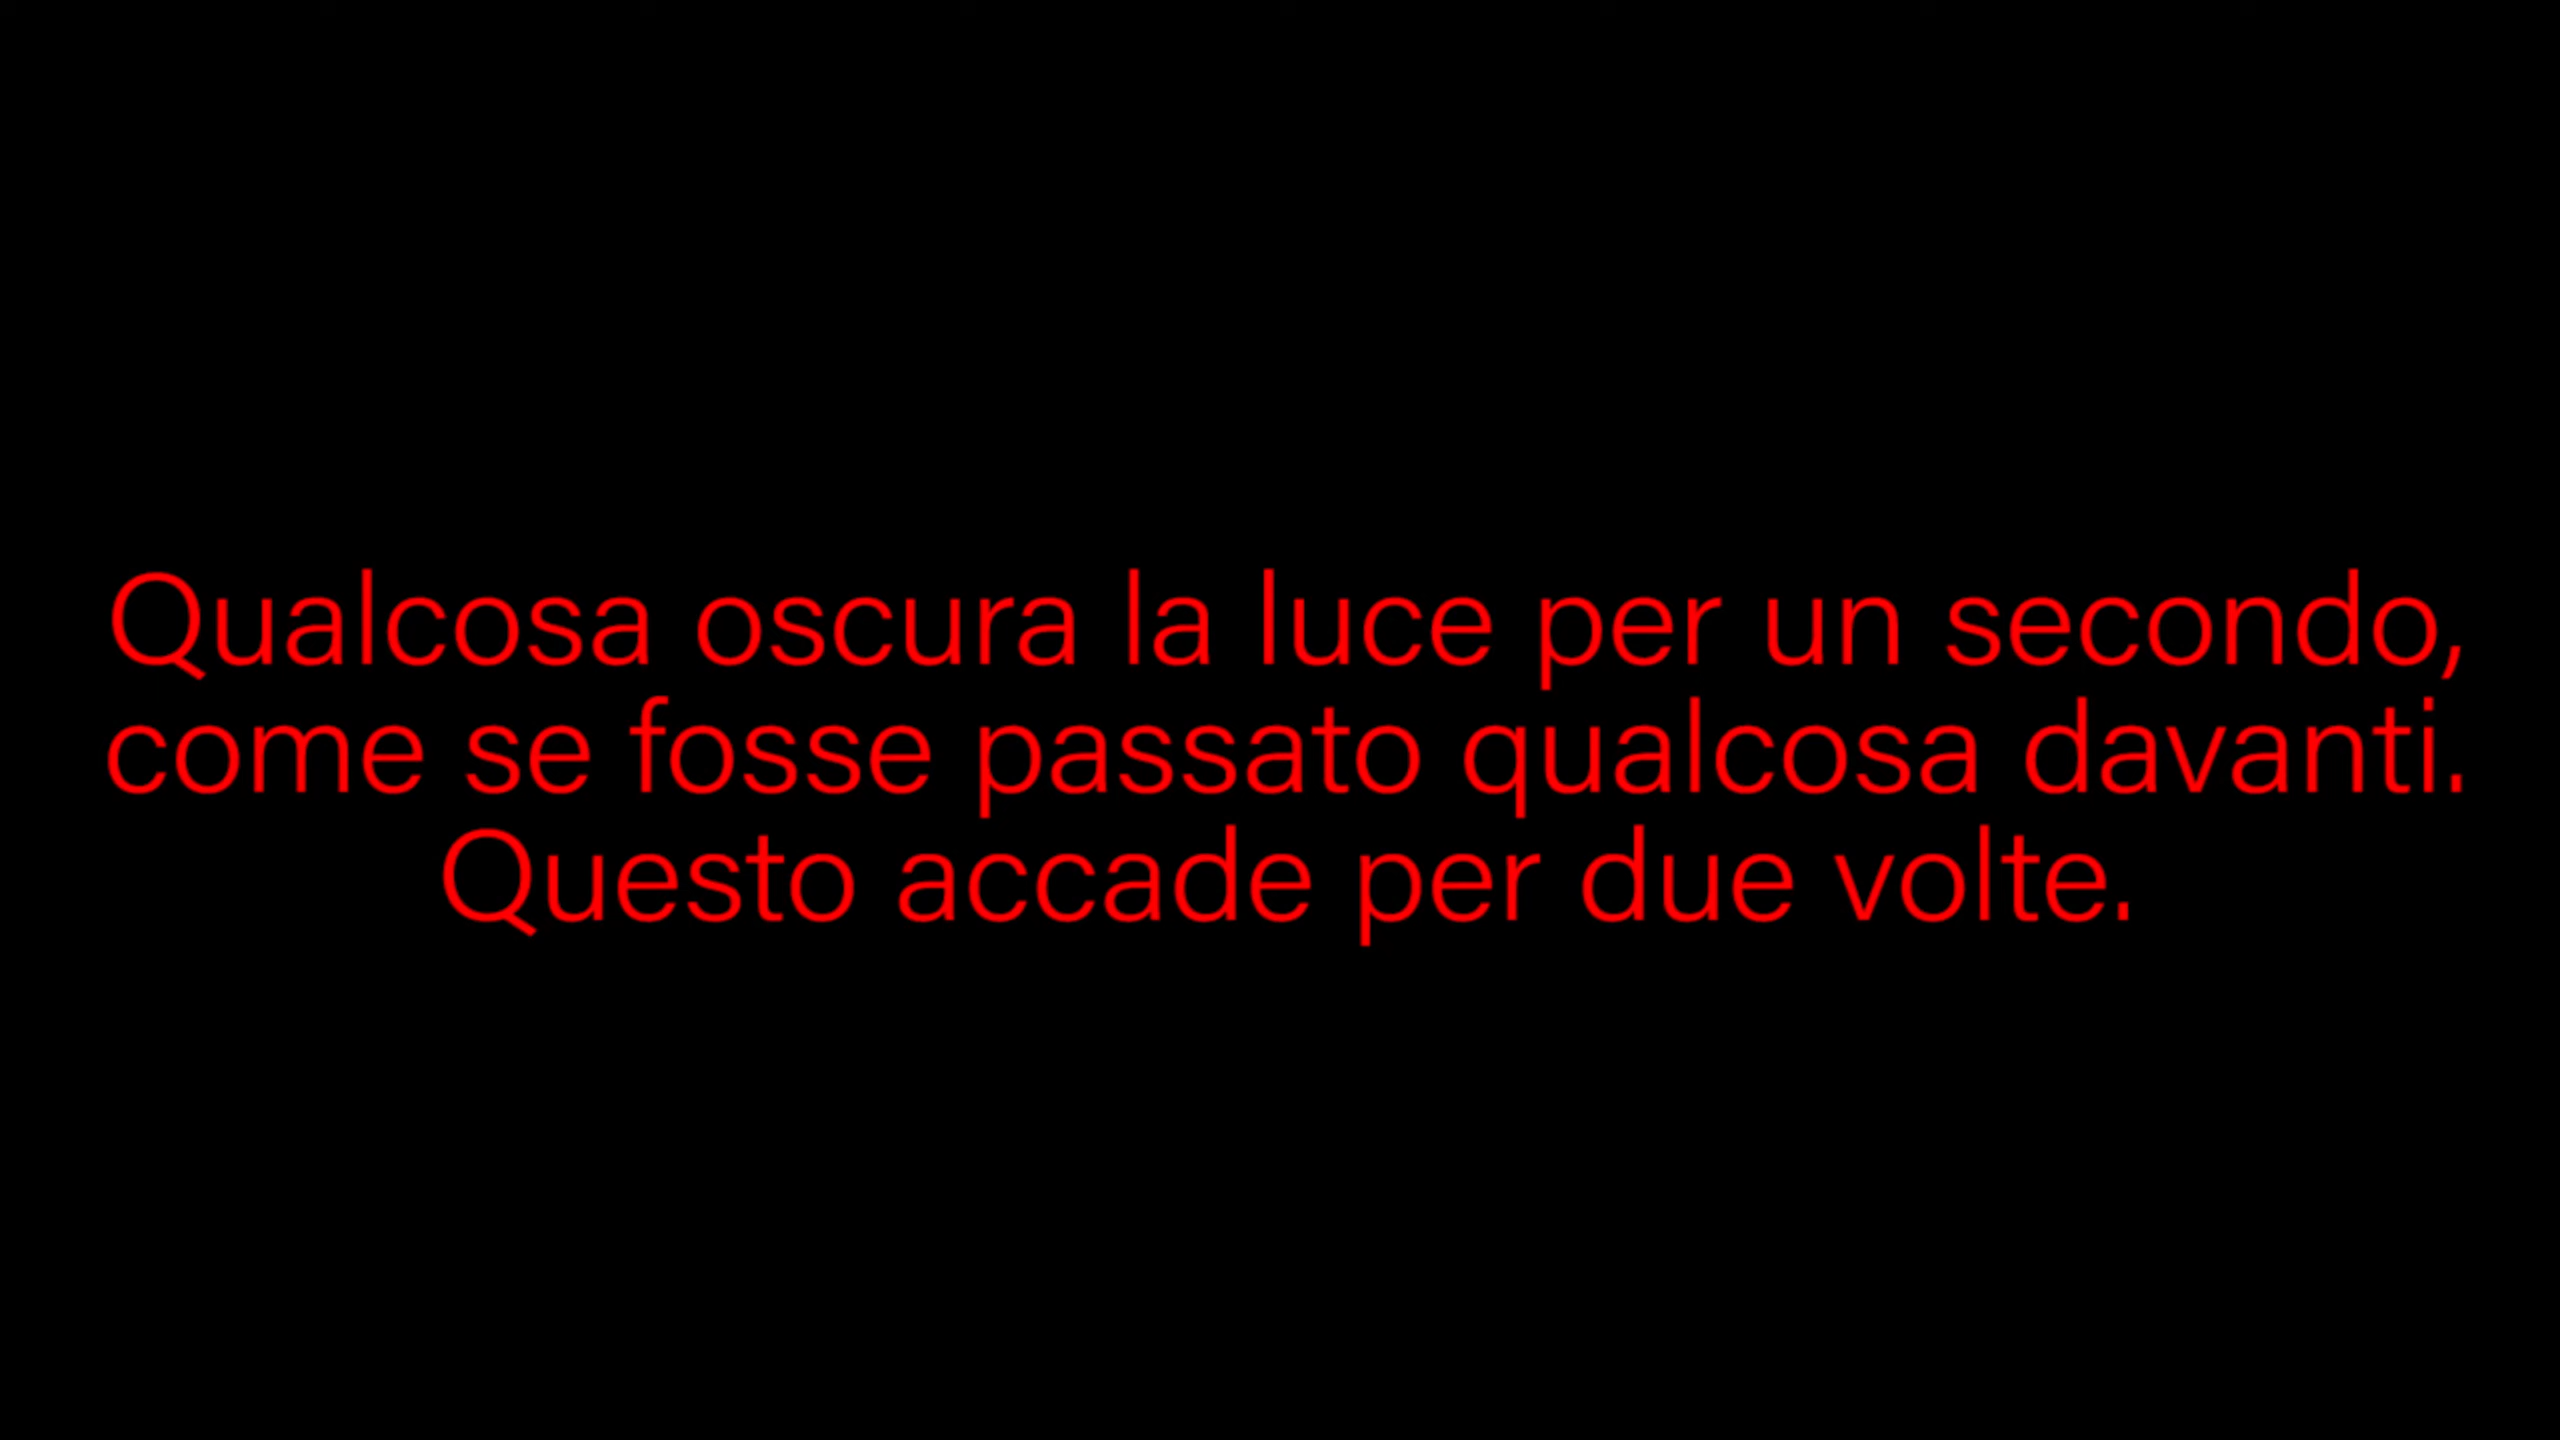 Qualcosa oscura la luce per un secondo,
come se fosse passato qualcosa davanti.
Questo accade per due volte.